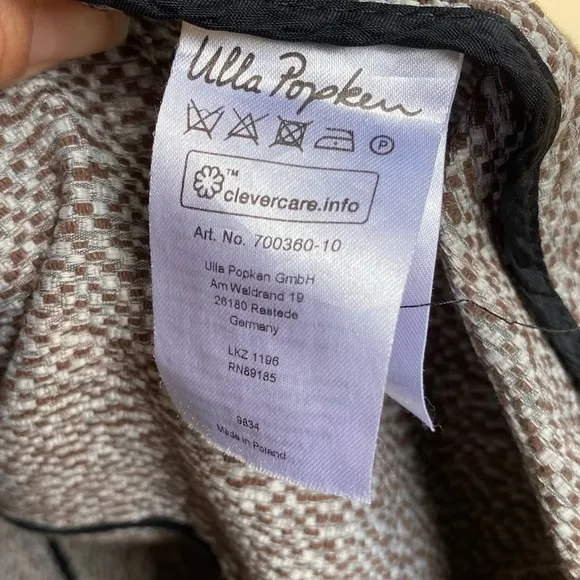 Ulla Popken
P
™
clevercare.info
Art. No. 700360-10
Ulla Popken GmbH
Am Waldrand 19
26180 Rastede
Germany
LKZ 1196
RN89185
9834
Made in Poland